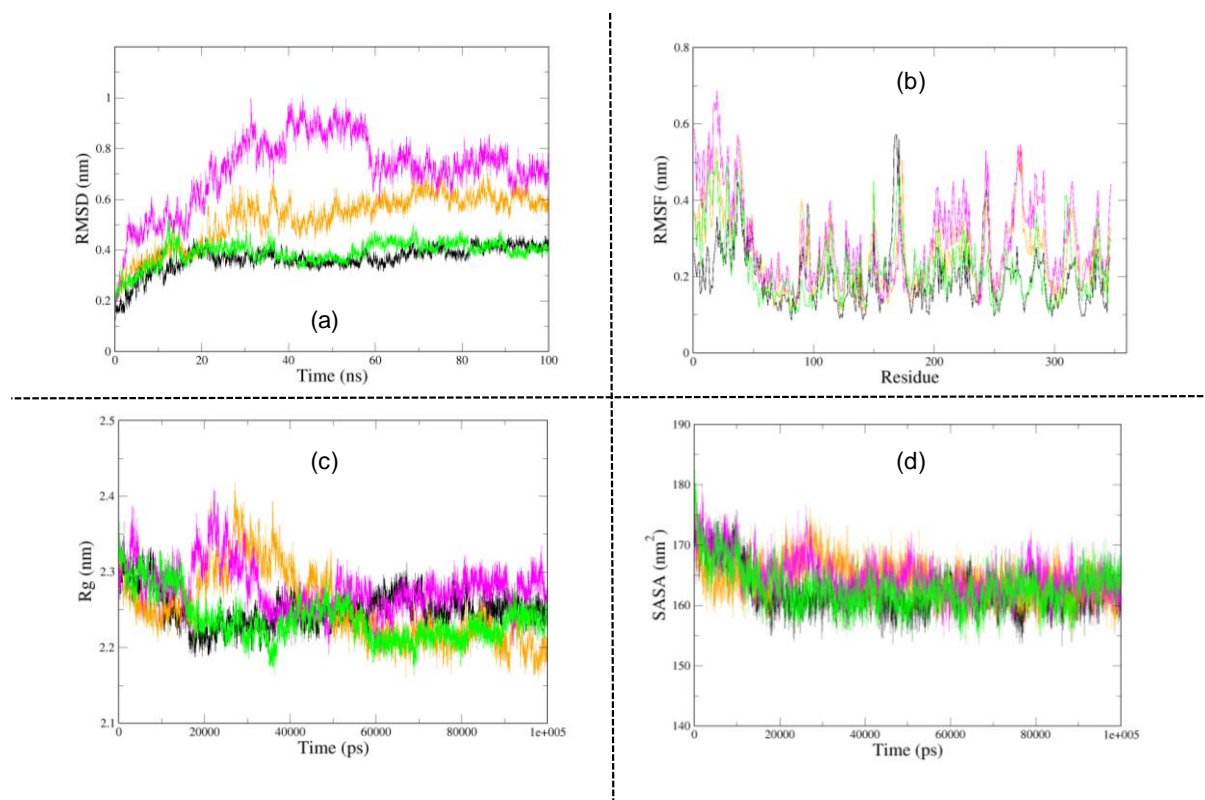 RMSD (nm)
1
0.8
0.6
0.4
0.2
0
0 20 40 60 80 100
Time (ns)
(a)
RMSF (nm)
0.8
0.6
0.4
0.2
0
0 100 200 300
Residue
(b)
Rg (nm)
2.5
2.4
2.3
2.2
2.1
0 20000 40000 60000 80000 1e+005
Time (ps)
(c)
SASA (nm²)
190
180
170
160
150
140
0 20000 40000 60000 80000 1e+005
Time (ps)
(d)